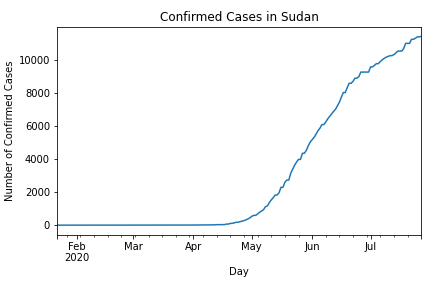 Confirmed Cases in Sudan
Number of Confirmed Cases
10000
8000
6000
4000
2000
0
Feb
2020
Mar
Apr
May
Jun
Jul
Day